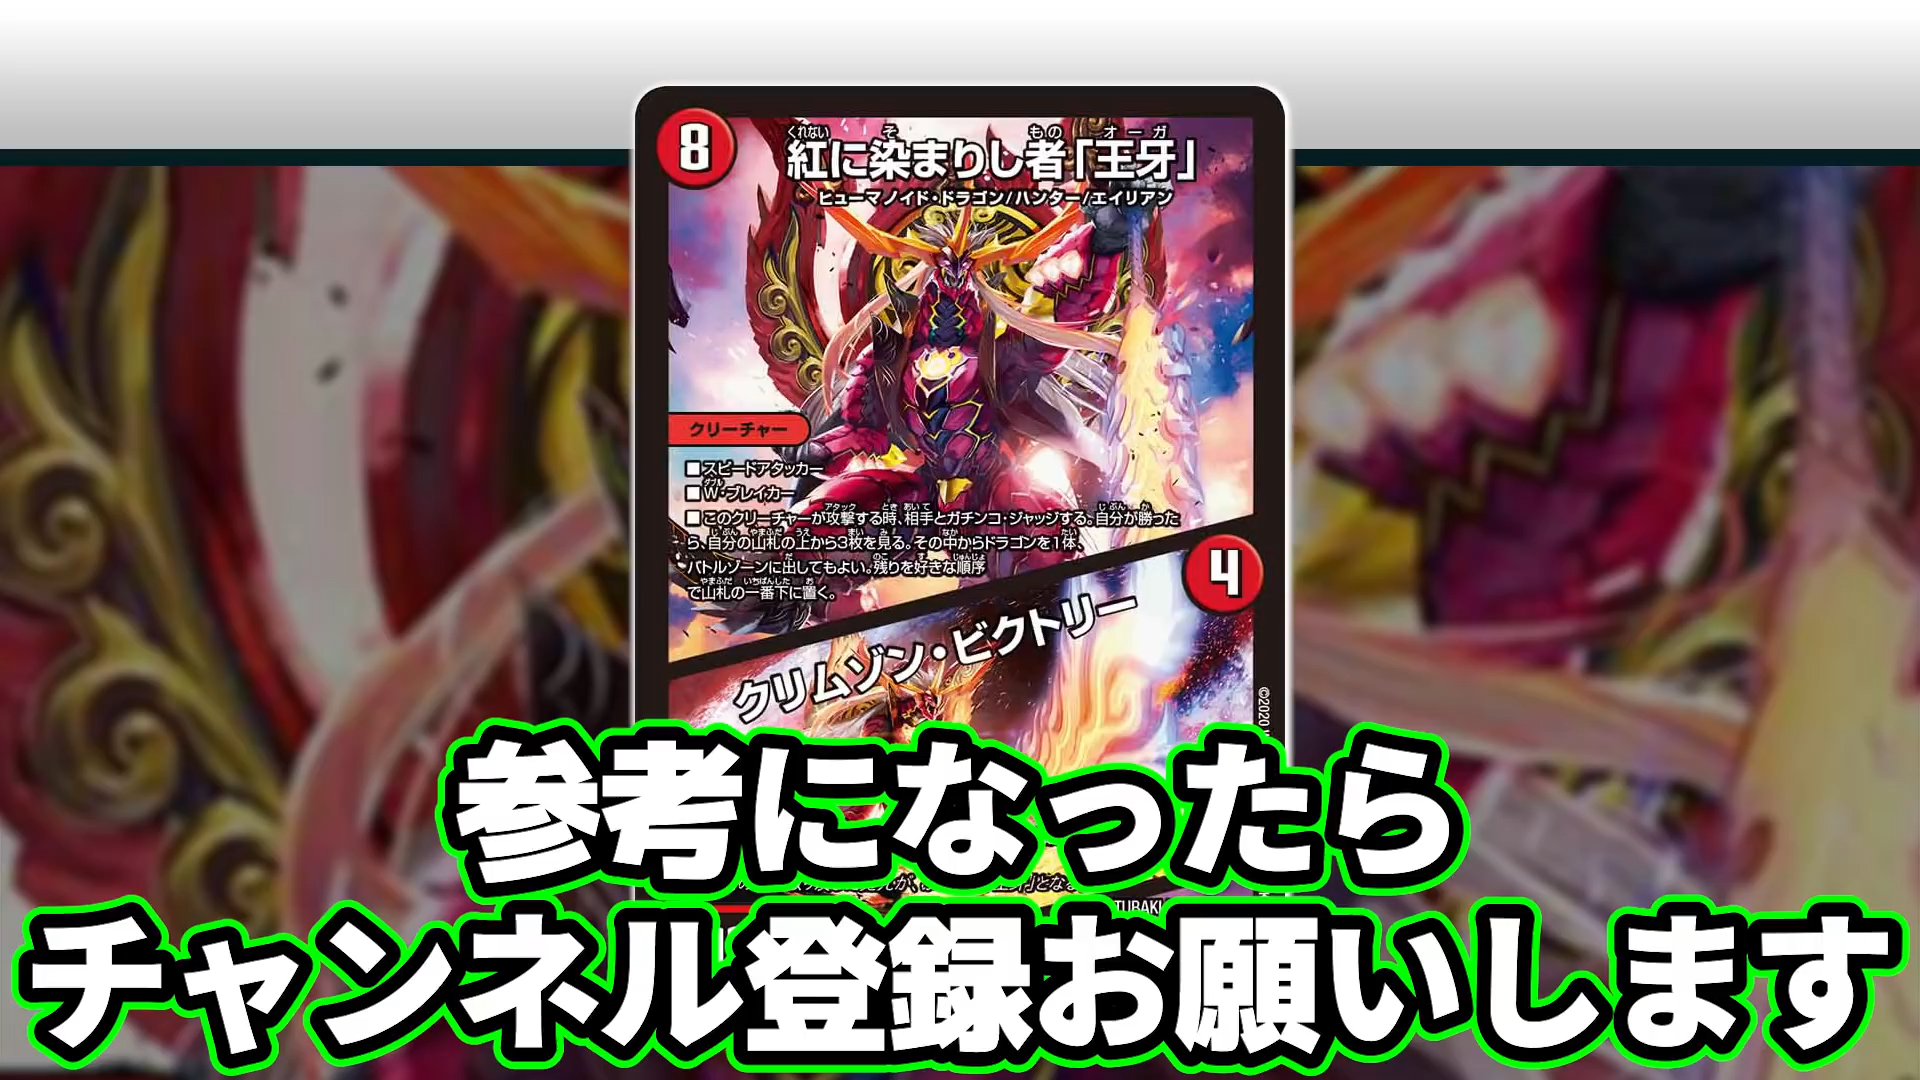 8
紅に染まりし者「王牙」
ヒューマノイド・ドラゴン/ハンター/エイリアン
クリーチャー
■スピードアタッカー
■W・ブレイカー
■このクリーチャーが攻撃する時、相手とガチンコ・ジャッジする。自分が勝った
ら、自分の山札の上から3枚を見る。その中からドラゴンを1体、
バトルゾーンに出してもよい。残りを好きな順序
で山札の一番下に置く。
4
クリムゾン・ビクトリー
©2020
参考になったら
チャンネル登録お願いします